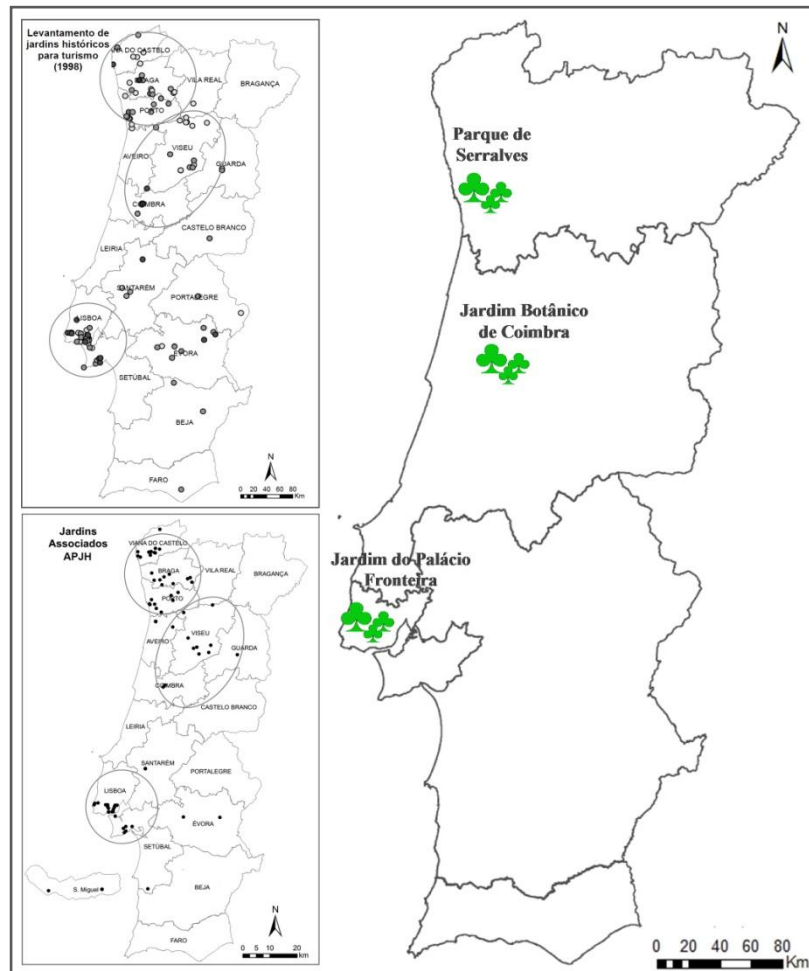 Levantamento de
jardins históricos
para turismo
(1998)
VIANA DO CASTELO
BRAGA
VILA REAL
BRAGANÇA
PORTO
AVEIRO
VISEU
GUARDA
COIMBRA
CASTELO BRANCO
LEIRIA
SANTARÉM
PORTALEGRE
LISBOA
ÉVORA
SETÚBAL
BEJA
FARO
N
0 20 40 60 80
Km
Jardins
Associados
APJH
VIANA DO CASTELO
BRAGA
VILA REAL
BRAGANÇA
PORTO
AVEIRO
VISEU
GUARDA
COIMBRA
CASTELO BRANCO
LEIRIA
SANTARÉM
PORTALEGRE
LISBOA
ÉVORA
SETÚBAL
S. Miguel
BEJA
FARO
N
0 5 10 20
km
N
Parque de
Serralves
Jardim Botânico
de Coimbra
Jardim do Palácio
Fronteira
0 20 40 60 80
Km